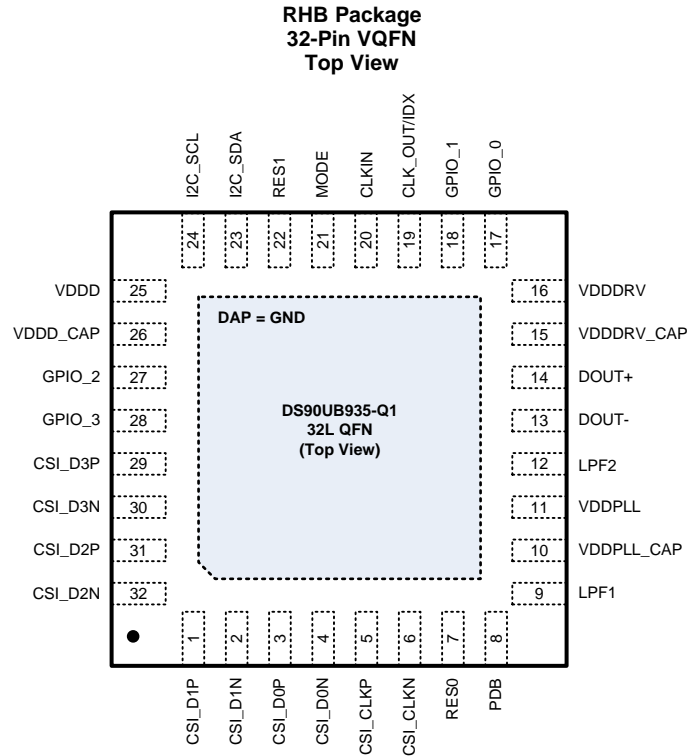 RHB Package
32-Pin VQFN
Top View
I2C_SCL
I2C_SDA
RES1
MODE
CLKIN
CLK_OUT/IDX
GPIO_1
GPIO_0
24
23
22
21
20
19
18
17
VDDD 25
VDDD_CAP 26
GPIO_2 27
GPIO_3 28
CSI_D3P 29
CSI_D3N 30
CSI_D2P 31
CSI_D2N 32
DAP = GND
DS90UB935-Q1
32L QFN
(Top View)
16 VDDDRV
15 VDDDRV_CAP
14 DOUT+
13 DOUT-
12 LPF2
11 VDDPLL
10 VDDPLL_CAP
9 LPF1
1
2
3
4
5
6
7
8
CSI_D1P
CSI_D1N
CSI_D0P
CSI_D0N
CSI_CLKP
CSI_CLKN
RES0
PDB